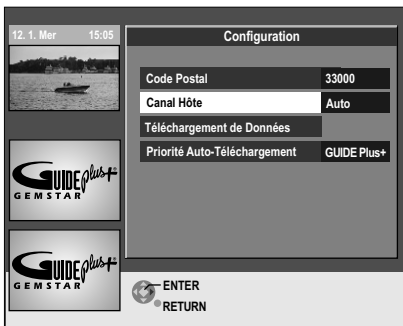 12. 1. Mer 15:05
Configuration
Code Postal 33000
Canal Hôte Auto
Téléchargement de Données
Priorité Auto-Téléchargement GUIDE Plus+
GUIDE Plus+
GEMSTAR
GUIDE Plus+
GEMSTAR
ENTER
RETURN